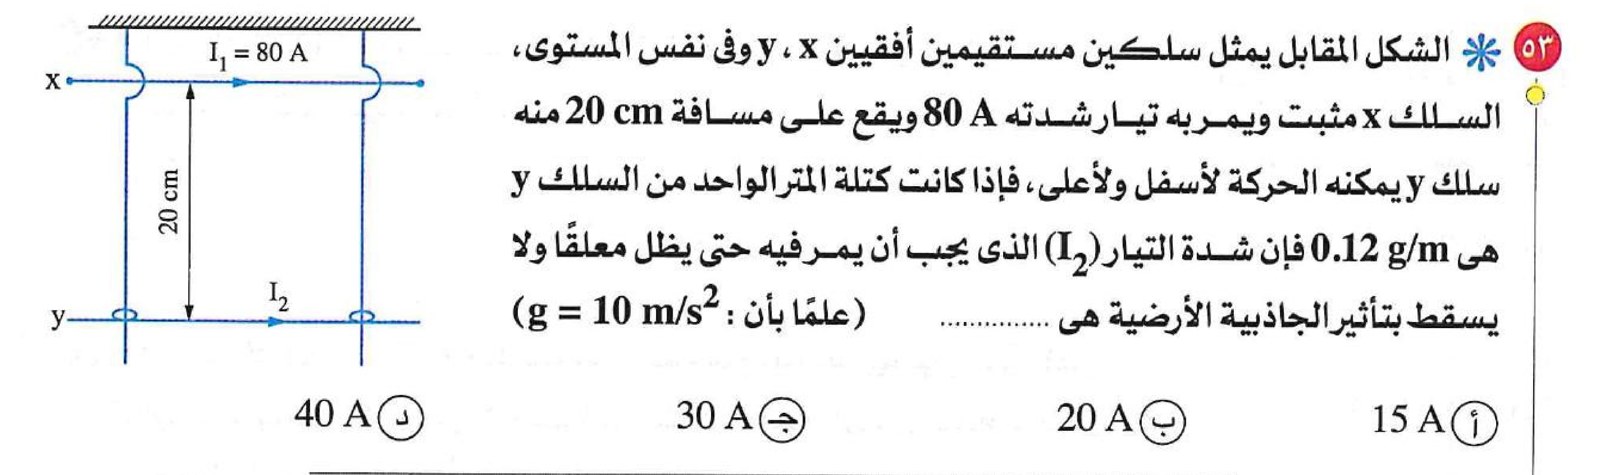 ٥٣ * الشكل المقابل يمثل سلكين مستقيمين أفقيين y ، x وفى نفس المستوى،
السلك x مثبت ويمر به تيار شدته 80 A ويقع على مسافة 20 cm منه
سلك y يمكنه الحركة لأسفل ولأعلى، فإذا كانت كتلة المتر الواحد من السلك y
هى 0.12 g/m فإن شدة التيار (I₂) الذى يجب أن يمر فيه حتى يظل معلقًا ولا
يسقط بتأثير الجاذبية الأرضية هى ............... (علمًا بأن : g = 10 m/s²)
I₁ = 80 A
x
20 cm
I₂
y
أ 15 A
ب 20 A
ج 30 A
د 40 A